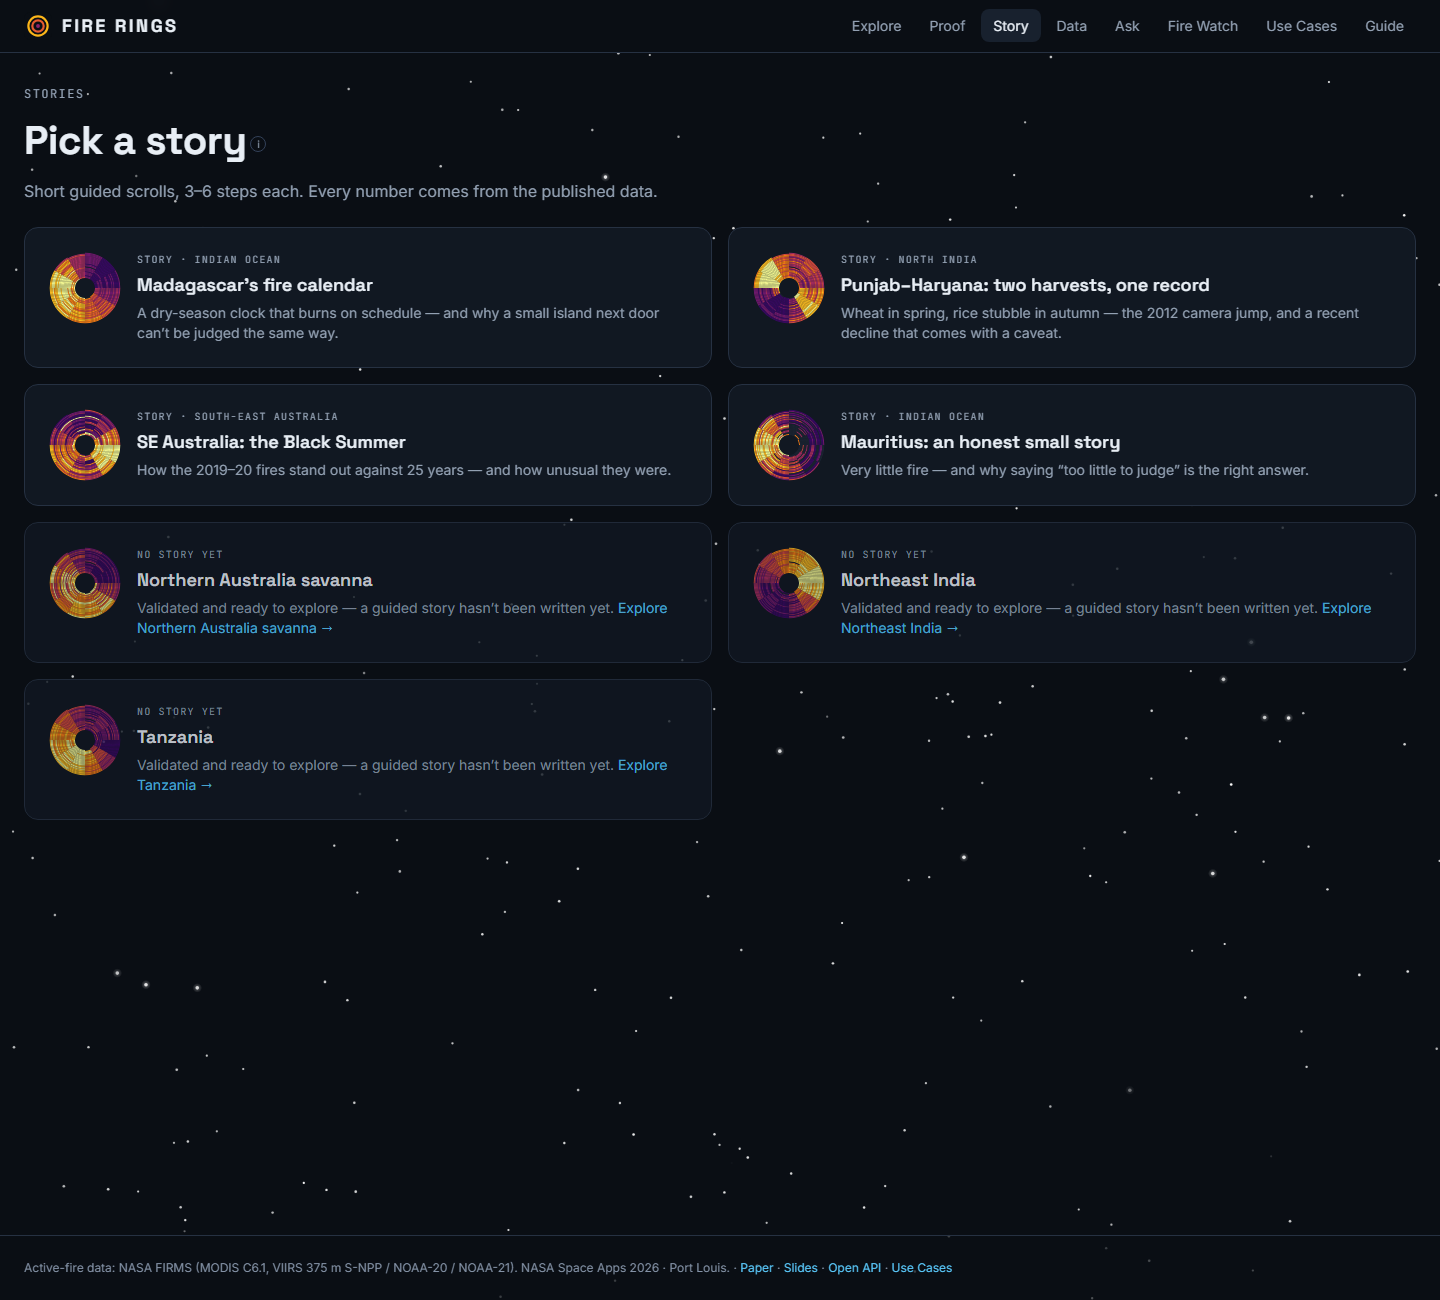 FIRE RINGS
Explore Proof Story Data Ask Fire Watch Use Cases Guide
STORIES·
Pick a story i
Short guided scrolls, 3–6 steps each. Every number comes from the published data.
STORY · INDIAN OCEAN
Madagascar’s fire calendar
A dry-season clock that burns on schedule — and why a small island next door
can’t be judged the same way.
STORY · NORTH INDIA
Punjab–Haryana: two harvests, one record
Wheat in spring, rice stubble in autumn — the 2012 camera jump, and a recent
decline that comes with a caveat.
STORY · SOUTH-EAST AUSTRALIA
SE Australia: the Black Summer
How the 2019–20 fires stand out against 25 years — and how unusual they were.
STORY · INDIAN OCEAN
Mauritius: an honest small story
Very little fire — and why saying “too little to judge” is the right answer.
NO STORY YET
Northern Australia savanna
Validated and ready to explore — a guided story hasn’t been written yet. Explore
Northern Australia savanna →
NO STORY YET
Northeast India
Validated and ready to explore — a guided story hasn’t been written yet. Explore
Northeast India →
NO STORY YET
Tanzania
Validated and ready to explore — a guided story hasn’t been written yet. Explore
Tanzania →
Active-fire data: NASA FIRMS (MODIS C6.1, VIIRS 375 m S-NPP / NOAA-20 / NOAA-21). NASA Space Apps 2026 · Port Louis. · Paper · Slides · Open API · Use Cases